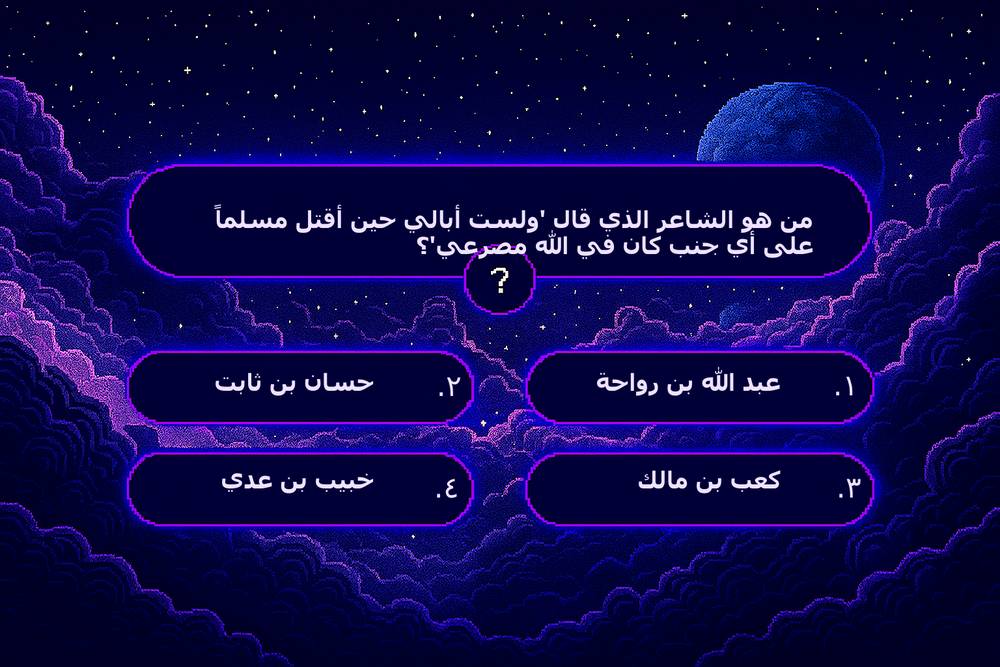 من هو الشاعر الذي قال 'ولست أبالي حين أقتل مسلماً
على أي جنب كان في الله مصرعي'؟
?
١. عبد الله بن رواحة
٢. حسان بن ثابت
٣. كعب بن مالك
٤. خبيب بن عدي